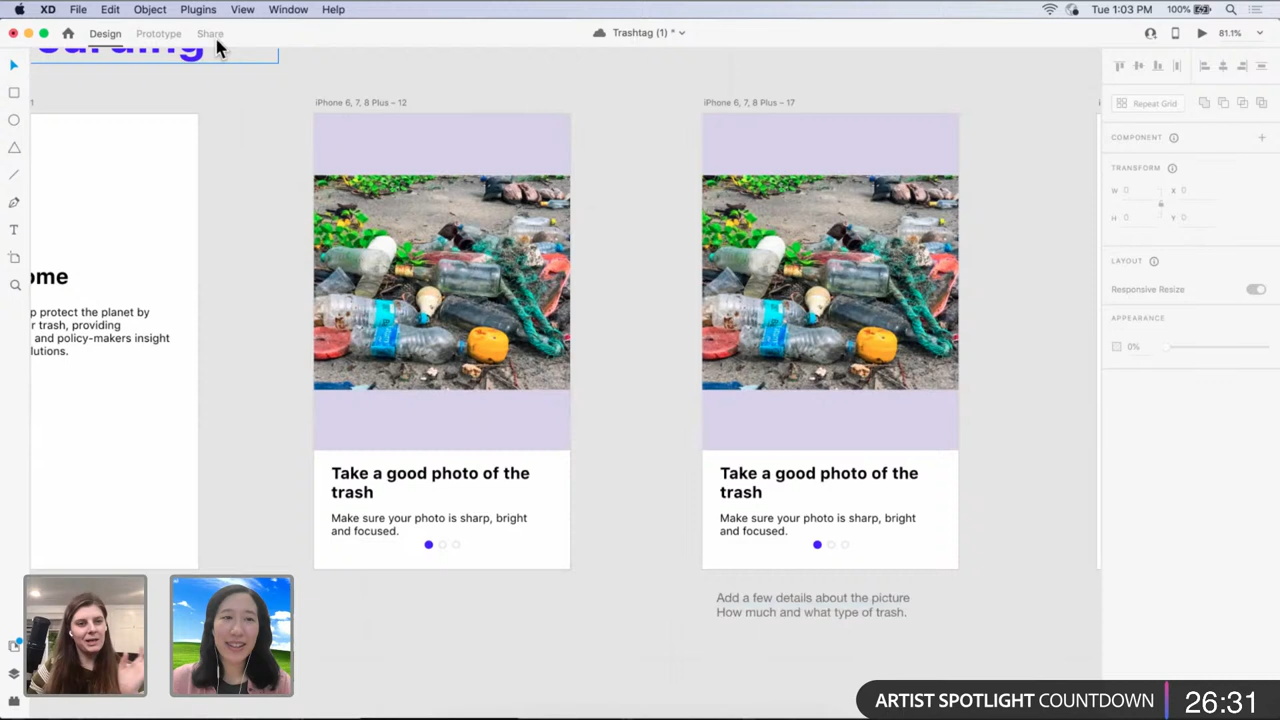 XD File Edit Object Plugins View Window Help
100% Tue 1:03 PM
Design Prototype Share
Trashtag (1) *
81.1%
iPhone 6, 7, 8 Plus – 12
iPhone 6, 7, 8 Plus – 17
Repeat Grid
COMPONENT
TRANSFORM
W 0 X 0
H 0 Y 0
LAYOUT
Responsive Resize
APPEARANCE
0%
ome
p protect the planet by
r trash, providing
and policy-makers insight
lutions.
Take a good photo of the
trash
Make sure your photo is sharp, bright
and focused.
Take a good photo of the
trash
Make sure your photo is sharp, bright
and focused.
Add a few details about the picture
How much and what type of trash.
ARTIST SPOTLIGHT COUNTDOWN 26:31